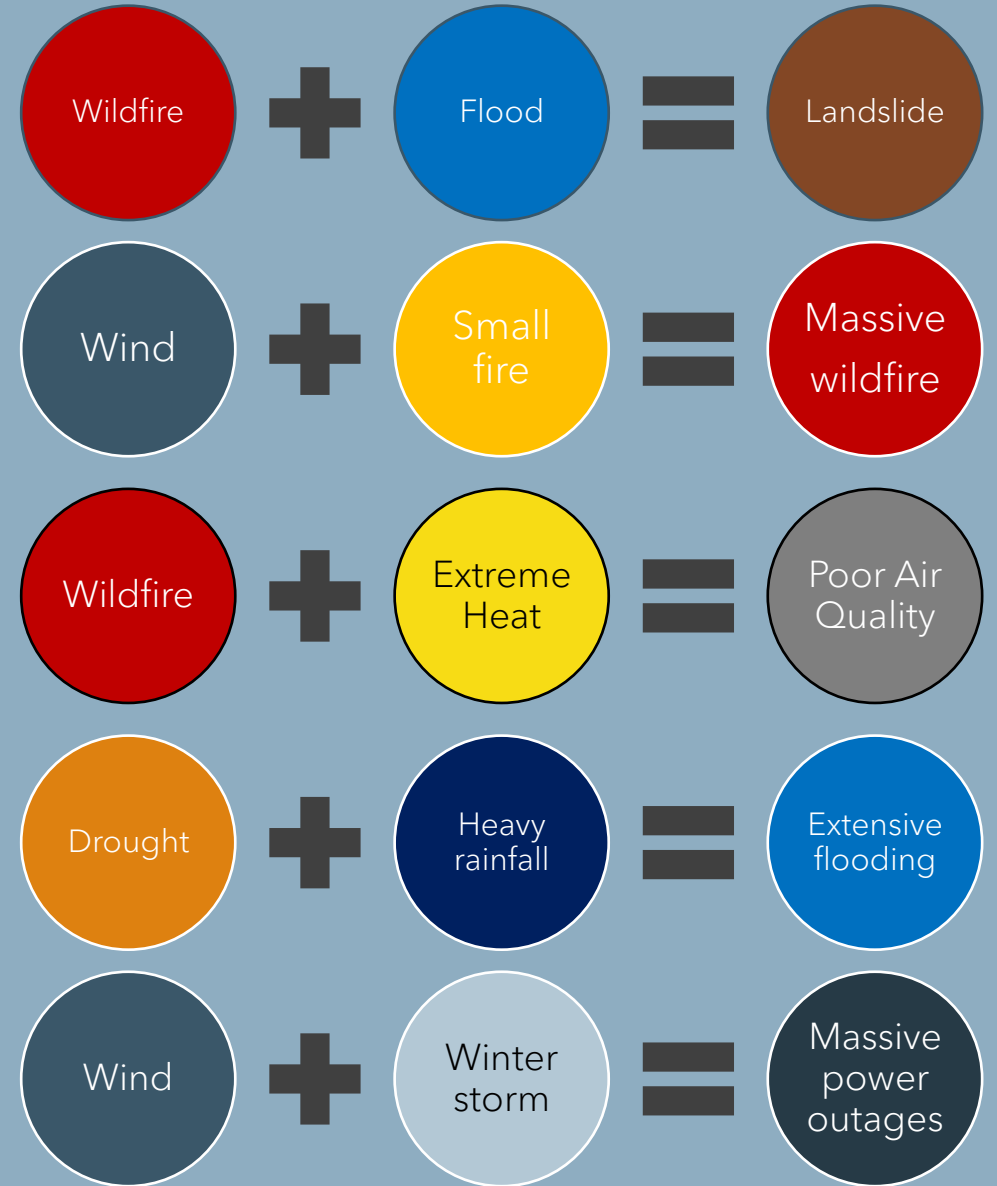 Wildfire + Flood = Landslide
Wind + Small
fire = Massive
wildfire
Wildfire + Extreme
Heat = Poor Air
Quality
Drought + Heavy
rainfall = Extensive
flooding
Wind + Winter
storm = Massive
power
outages